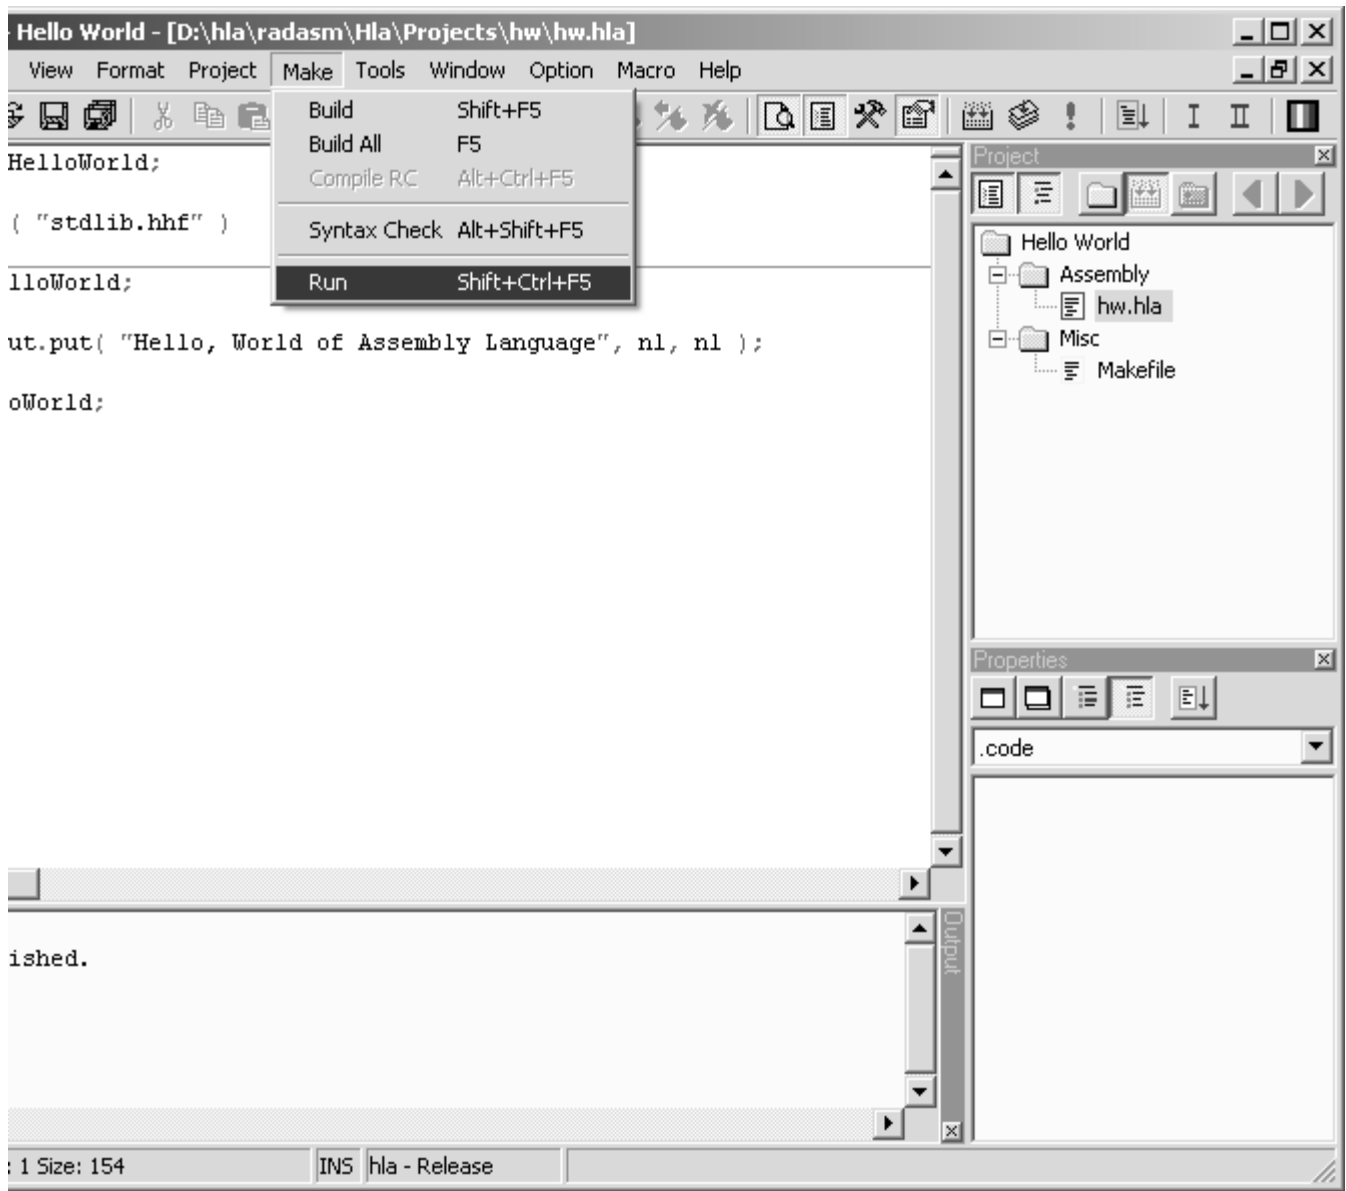 Hello World - [D:\hla\radasm\Hla\Projects\hw\hw.hla]
View Format Project Make Tools Window Option Macro Help
Build Shift+F5
Build All F5
Compile RC Alt+Ctrl+F5
Syntax Check Alt+Shift+F5
Run Shift+Ctrl+F5
HelloWorld;
( "stdlib.hhf" )
lloWorld;
ut.put( "Hello, World of Assembly Language", nl, nl );
oWorld;
Project
Hello World
Assembly
hw.hla
Misc
Makefile
Properties
.code
ished.
Output
: 1 Size: 154 INS hla - Release